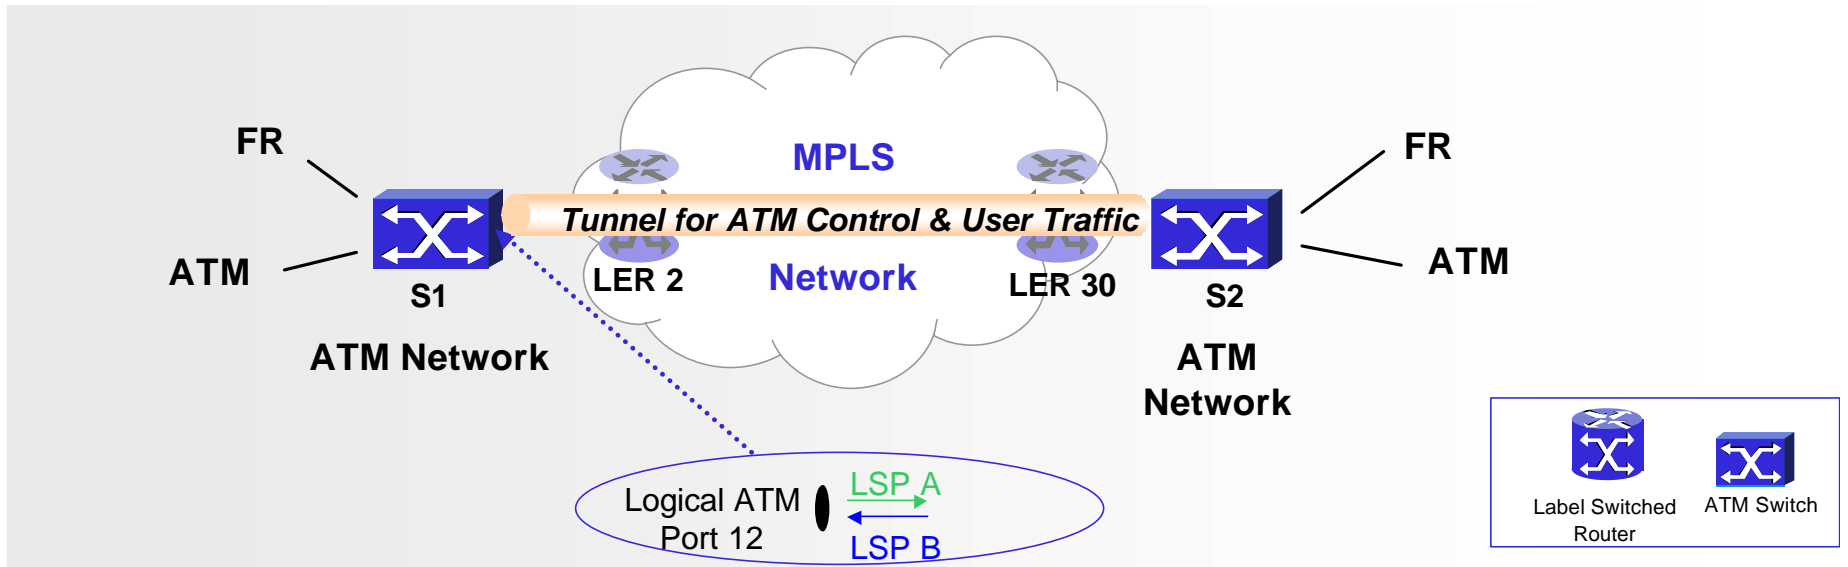 FR
MPLS
FR
Tunnel for ATM Control & User Traffic
ATM
LER 2
Network
LER 30
ATM
S1
S2
ATM Network
ATM
Network
Logical ATM
Port 12
LSP A
LSP B
Label Switched
Router
ATM Switch